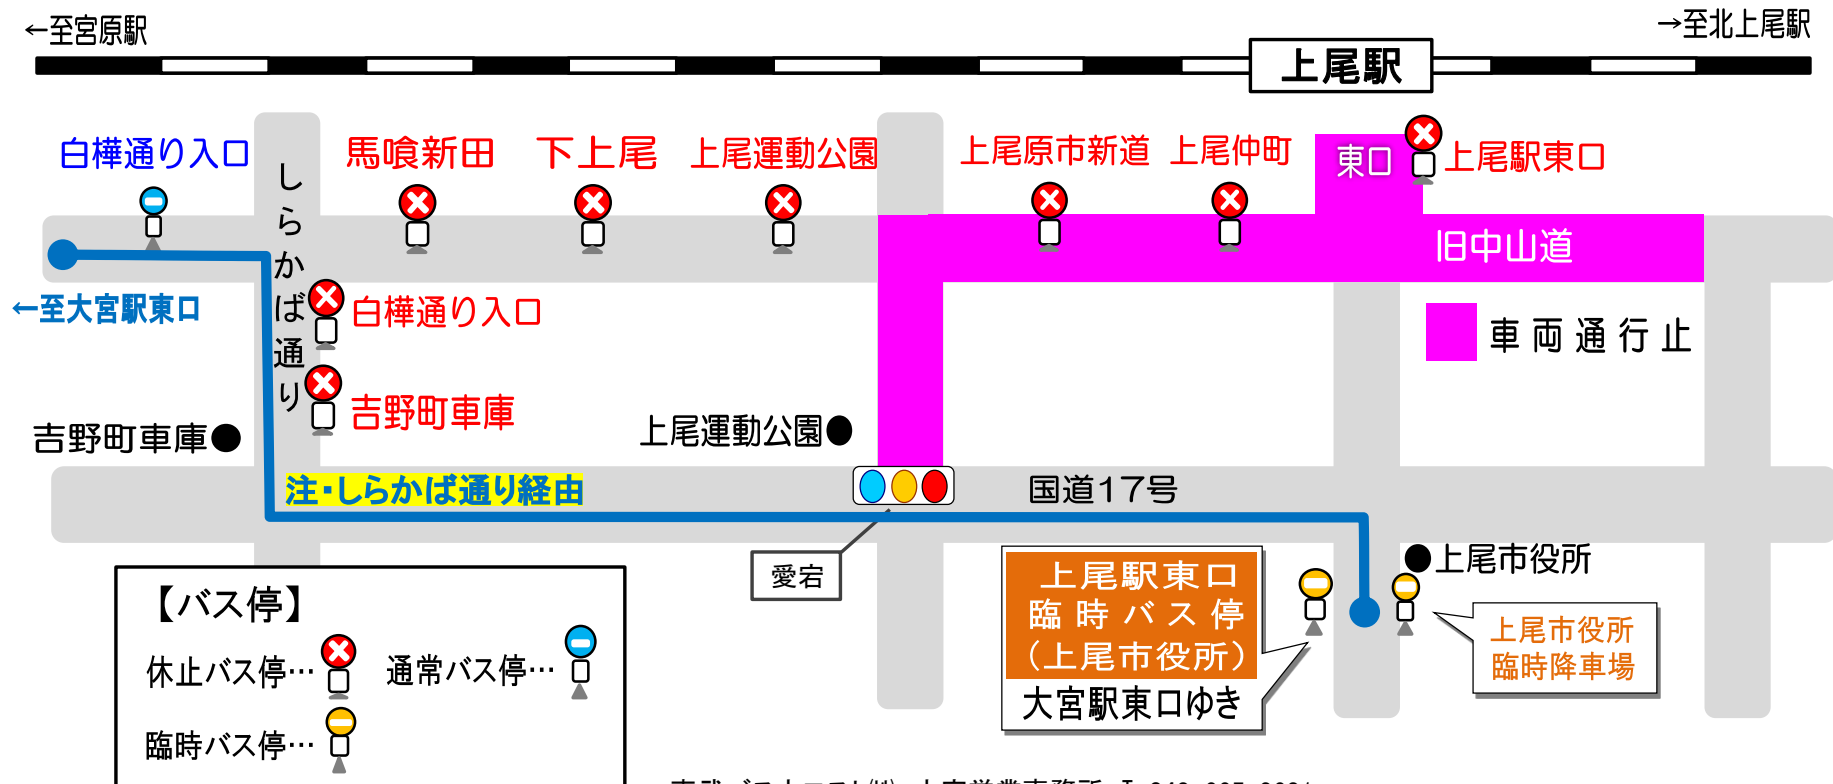 ←至宮原駅
→至北上尾駅
上尾駅
白樺通り入口
しらかば通り
馬喰新田
下上尾
上尾運動公園
上尾原市新道
上尾仲町
東口
上尾駅東口
旧中山道
←至大宮駅東口
白樺通り入口
車両通行止
吉野町車庫
吉野町車庫
上尾運動公園
注・しらかば通り経由
国道17号
愛宕
上尾市役所
上尾駅東口
臨時バス停
(上尾市役所)
大宮駅東口ゆき
上尾市役所
臨時降車場
【バス停】
休止バス停…
通常バス停…
臨時バス停…